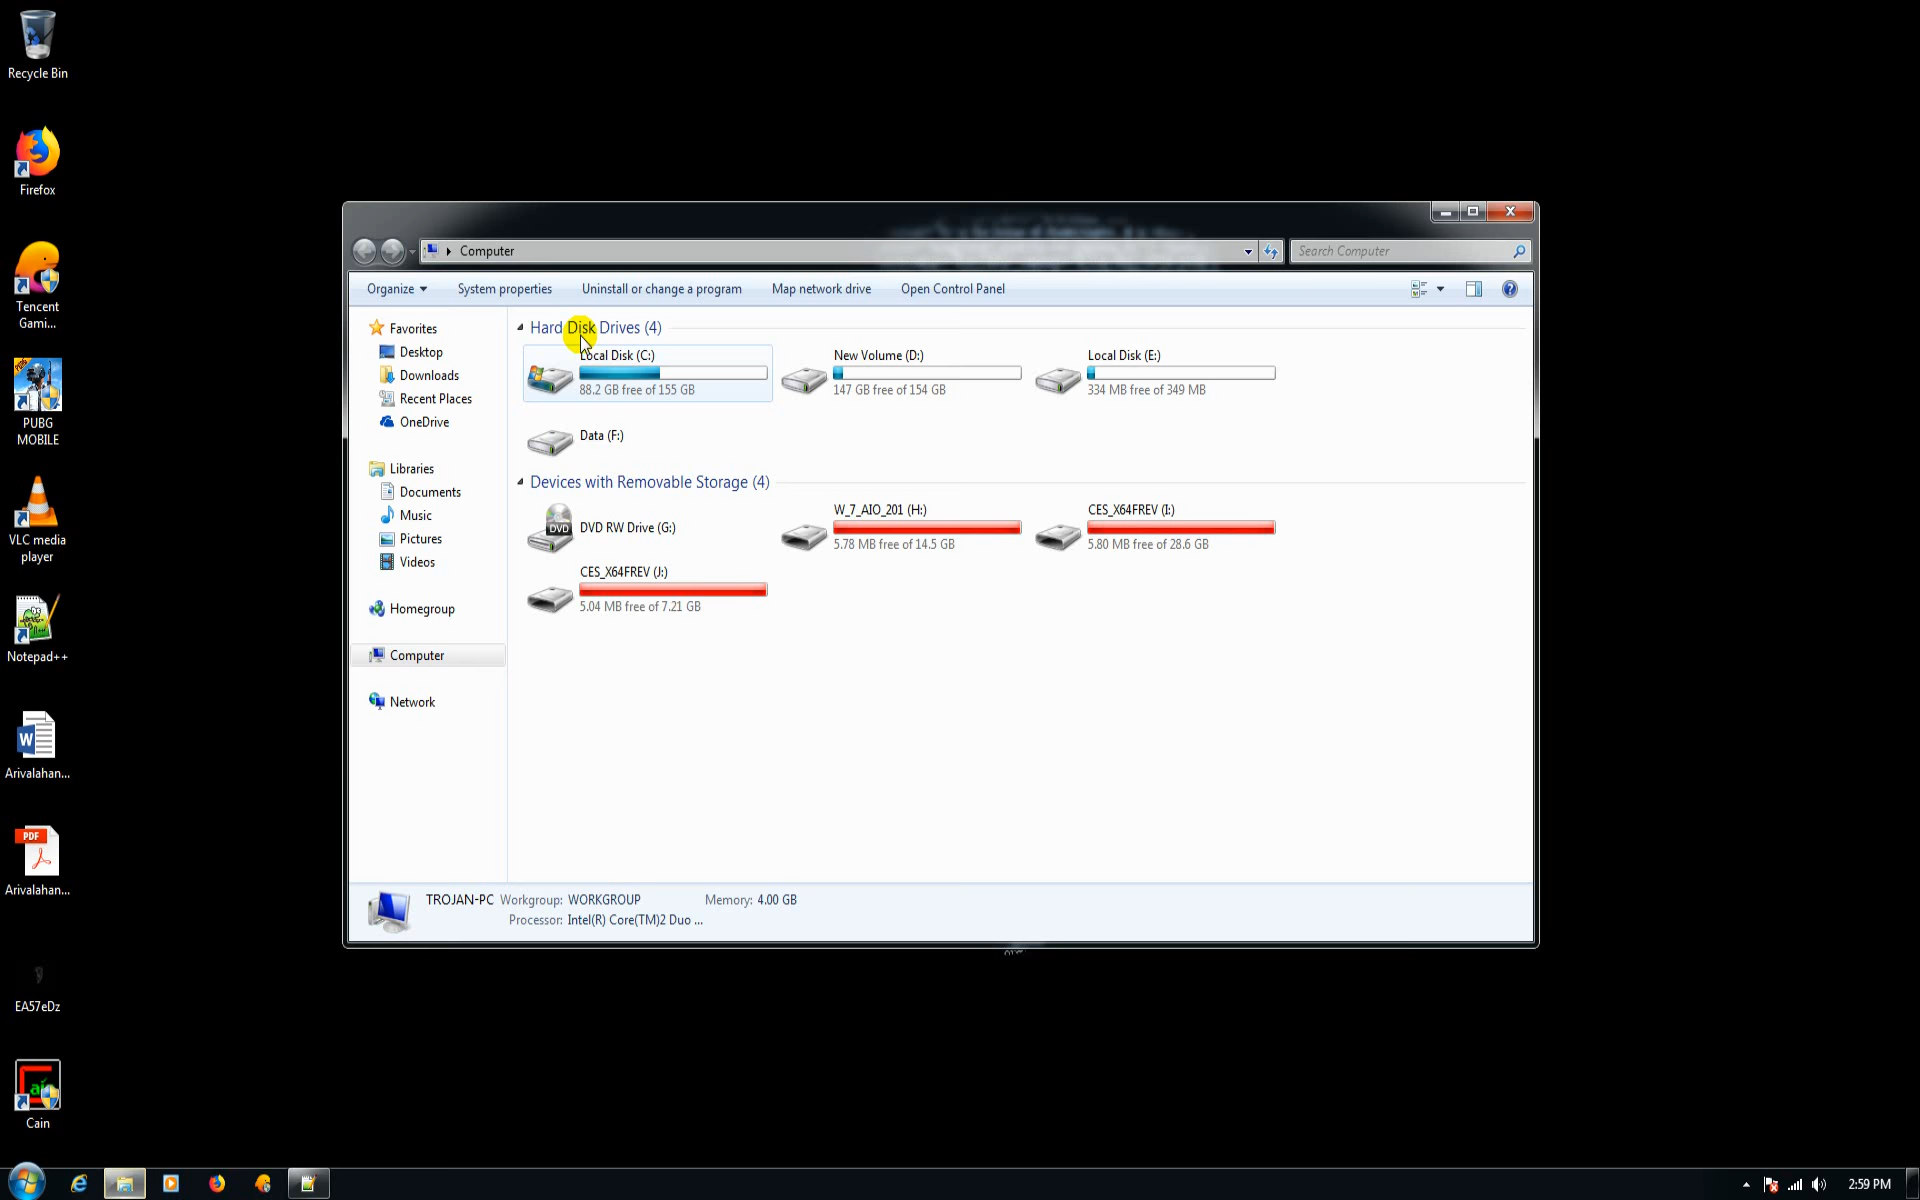 Recycle Bin
Firefox
Tencent
Gami...
PUBG
MOBILE
VLC media
player
Notepad++
Arivalahan...
PDF
Arivalahan...
EA57eDz
Cain
Computer
Search Computer
Organize
System properties
Uninstall or change a program
Map network drive
Open Control Panel
Favorites
Desktop
Downloads
Recent Places
OneDrive
Libraries
Documents
Music
Pictures
Videos
Homegroup
Computer
Network
Hard Disk Drives (4)
Local Disk (C:)
88.2 GB free of 155 GB
New Volume (D:)
147 GB free of 154 GB
Local Disk (E:)
334 MB free of 349 MB
Data (F:)
Devices with Removable Storage (4)
DVD
DVD RW Drive (G:)
W_7_AIO_201 (H:)
5.78 MB free of 14.5 GB
CES_X64FREV (I:)
5.80 MB free of 28.6 GB
CES_X64FREV (J:)
5.04 MB free of 7.21 GB
TROJAN-PC Workgroup: WORKGROUP Memory: 4.00 GB
Processor: Intel(R) Core(TM)2 Duo ...
2:59 PM